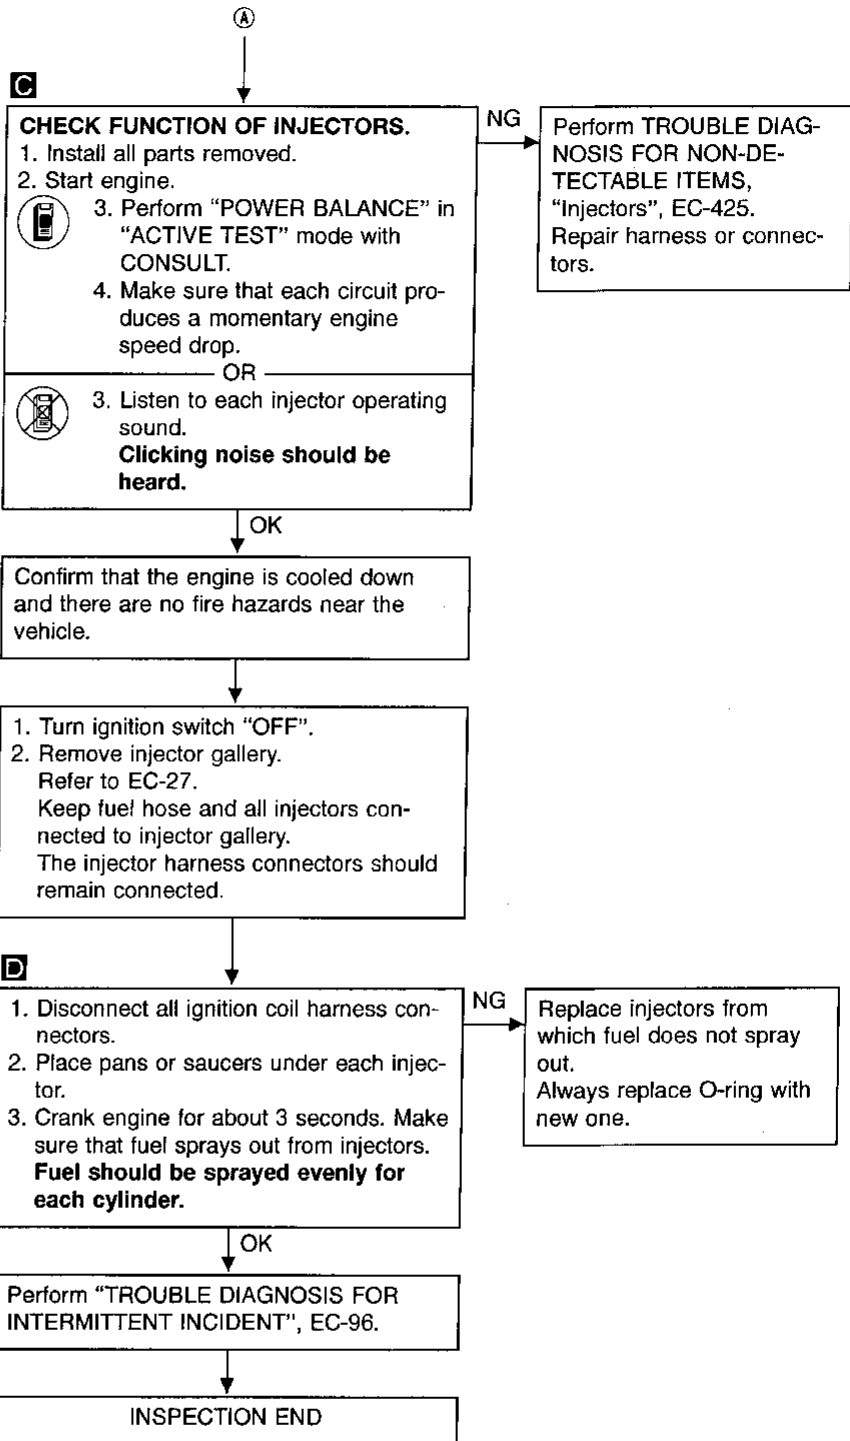 A
C
CHECK FUNCTION OF INJECTORS.
1. Install all parts removed.
2. Start engine.
3. Perform “POWER BALANCE” in
“ACTIVE TEST” mode with
CONSULT.
4. Make sure that each circuit pro-
duces a momentary engine
speed drop.
OR
3. Listen to each injector operating
sound.
Clicking noise should be
heard.
NG
Perform TROUBLE DIAG-
NOSIS FOR NON-DE-
TECTABLE ITEMS,
“Injectors”, EC-425.
Repair harness or connec-
tors.
OK
Confirm that the engine is cooled down
and there are no fire hazards near the
vehicle.
1. Turn ignition switch “OFF”.
2. Remove injector gallery.
Refer to EC-27.
Keep fuel hose and all injectors con-
nected to injector gallery.
The injector harness connectors should
remain connected.
D
1. Disconnect all ignition coil harness con-
nectors.
2. Place pans or saucers under each injec-
tor.
3. Crank engine for about 3 seconds. Make
sure that fuel sprays out from injectors.
Fuel should be sprayed evenly for
each cylinder.
NG
Replace injectors from
which fuel does not spray
out.
Always replace O-ring with
new one.
OK
Perform “TROUBLE DIAGNOSIS FOR
INTERMITTENT INCIDENT”, EC-96.
INSPECTION END